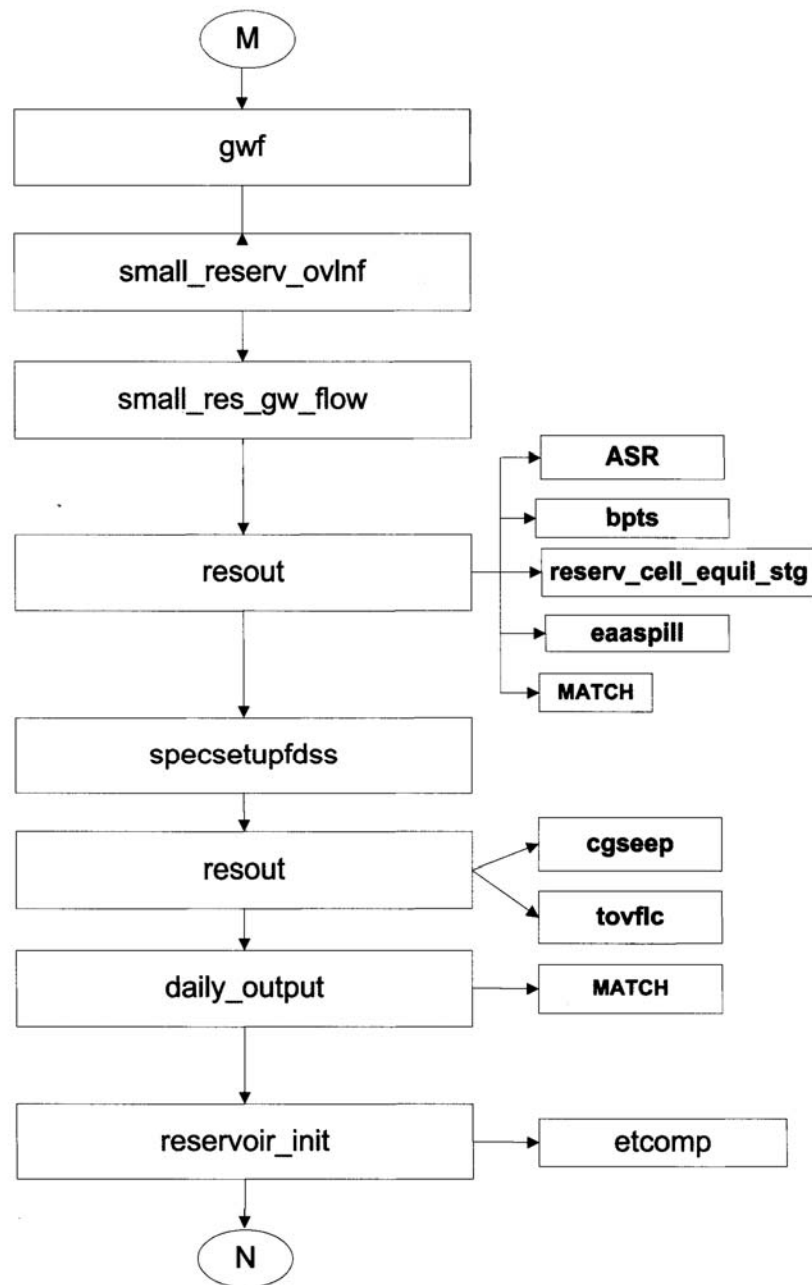 M
gwf
small_reserv_ovlnf
small_res_gw_flow
ASR
bpts
resout
reserv_cell_equil_stg
eaaspill
MATCH
specsetupfdss
cgseep
resout
tovflc
daily_output
MATCH
reservoir_init
etcomp
N